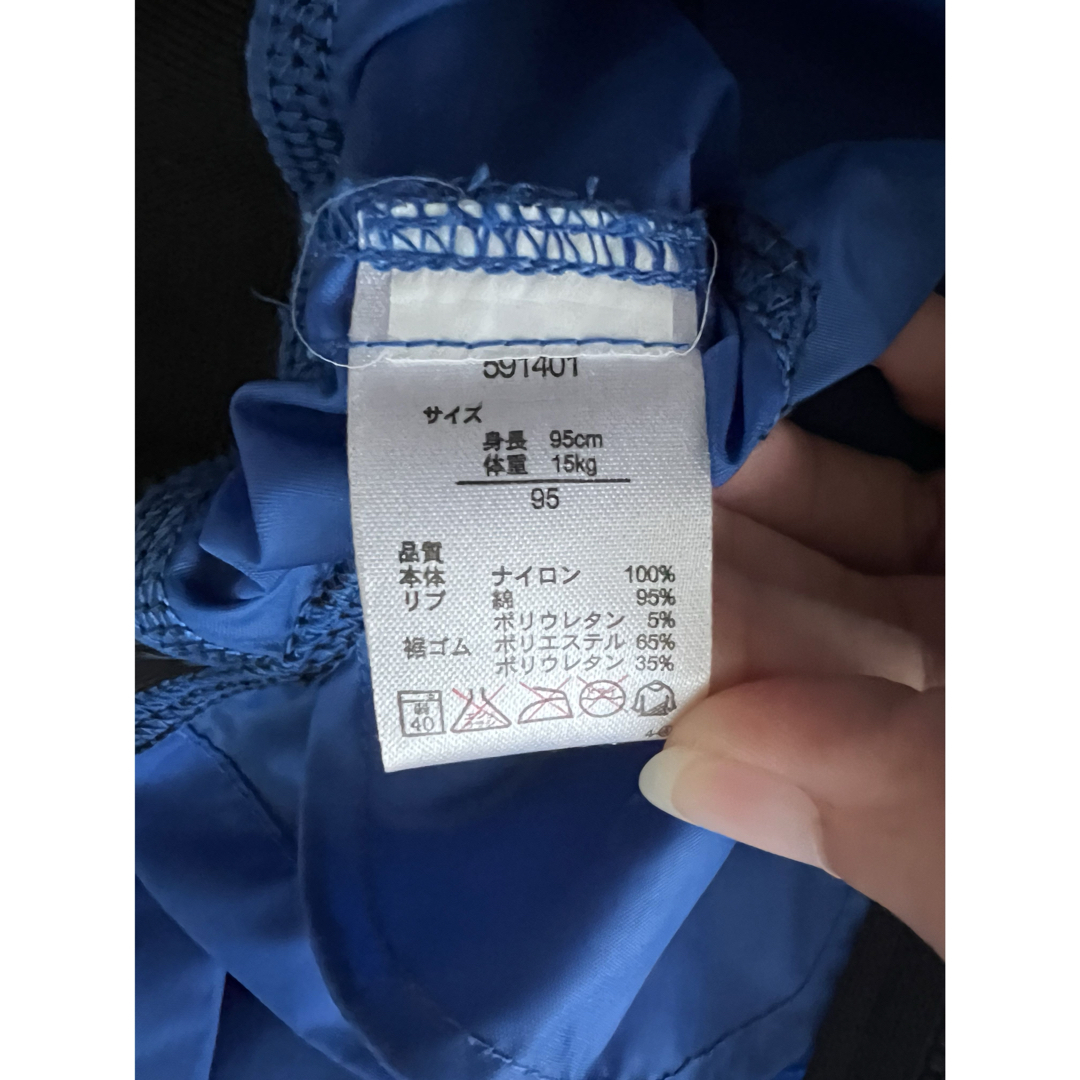 591401
サイズ
身長 95cm
体重 15kg
95
品質
本体 ナイロン 100%
リブ 綿 95%
ポリウレタン 5%
裾ゴム ポリエステル 65%
ポリウレタン 35%
40